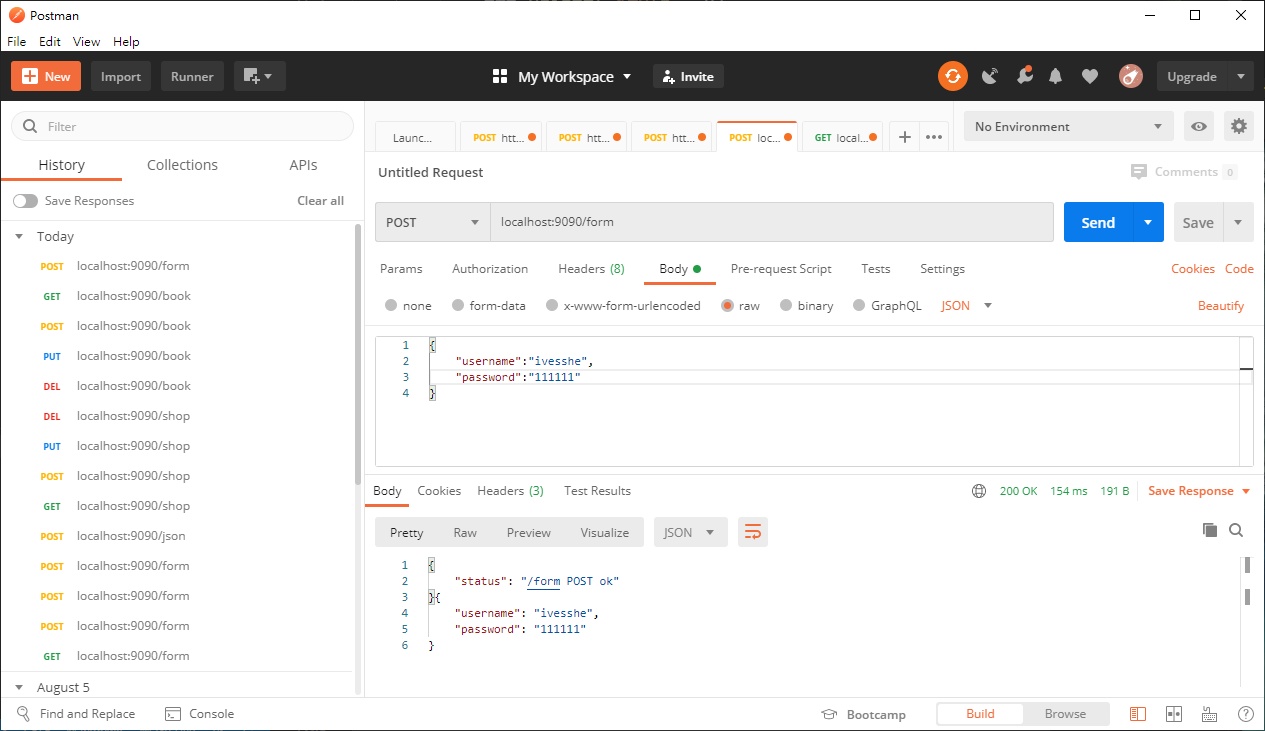 Postman
File Edit View Help
New Import Runner My Workspace Invite Upgrade
Filter
History Collections APIs
Save Responses Clear all
Today
POST localhost:9090/form
GET localhost:9090/book
POST localhost:9090/book
PUT localhost:9090/book
DEL localhost:9090/book
DEL localhost:9090/shop
PUT localhost:9090/shop
POST localhost:9090/shop
GET localhost:9090/shop
POST localhost:9090/json
POST localhost:9090/form
POST localhost:9090/form
POST localhost:9090/form
GET localhost:9090/form
August 5
Launc... POST htt... POST htt... POST htt... POST loc... GET local... + ••• No Environment
Untitled Request Comments 0
POST localhost:9090/form Send Save
Params Authorization Headers (8) Body Pre-request Script Tests Settings Cookies Code
none form-data x-www-form-urlencoded raw binary GraphQL JSON Beautify
1 {
2 "username":"ivesshe",
3 "password":"111111"
4 }
Body Cookies Headers (3) Test Results 200 OK 154 ms 191 B Save Response
Pretty Raw Preview Visualize JSON
1 {
2 "status": "/form POST ok"
3 }{
4 "username": "ivesshe",
5 "password": "111111"
6 }
Find and Replace Console Bootcamp Build Browse ?